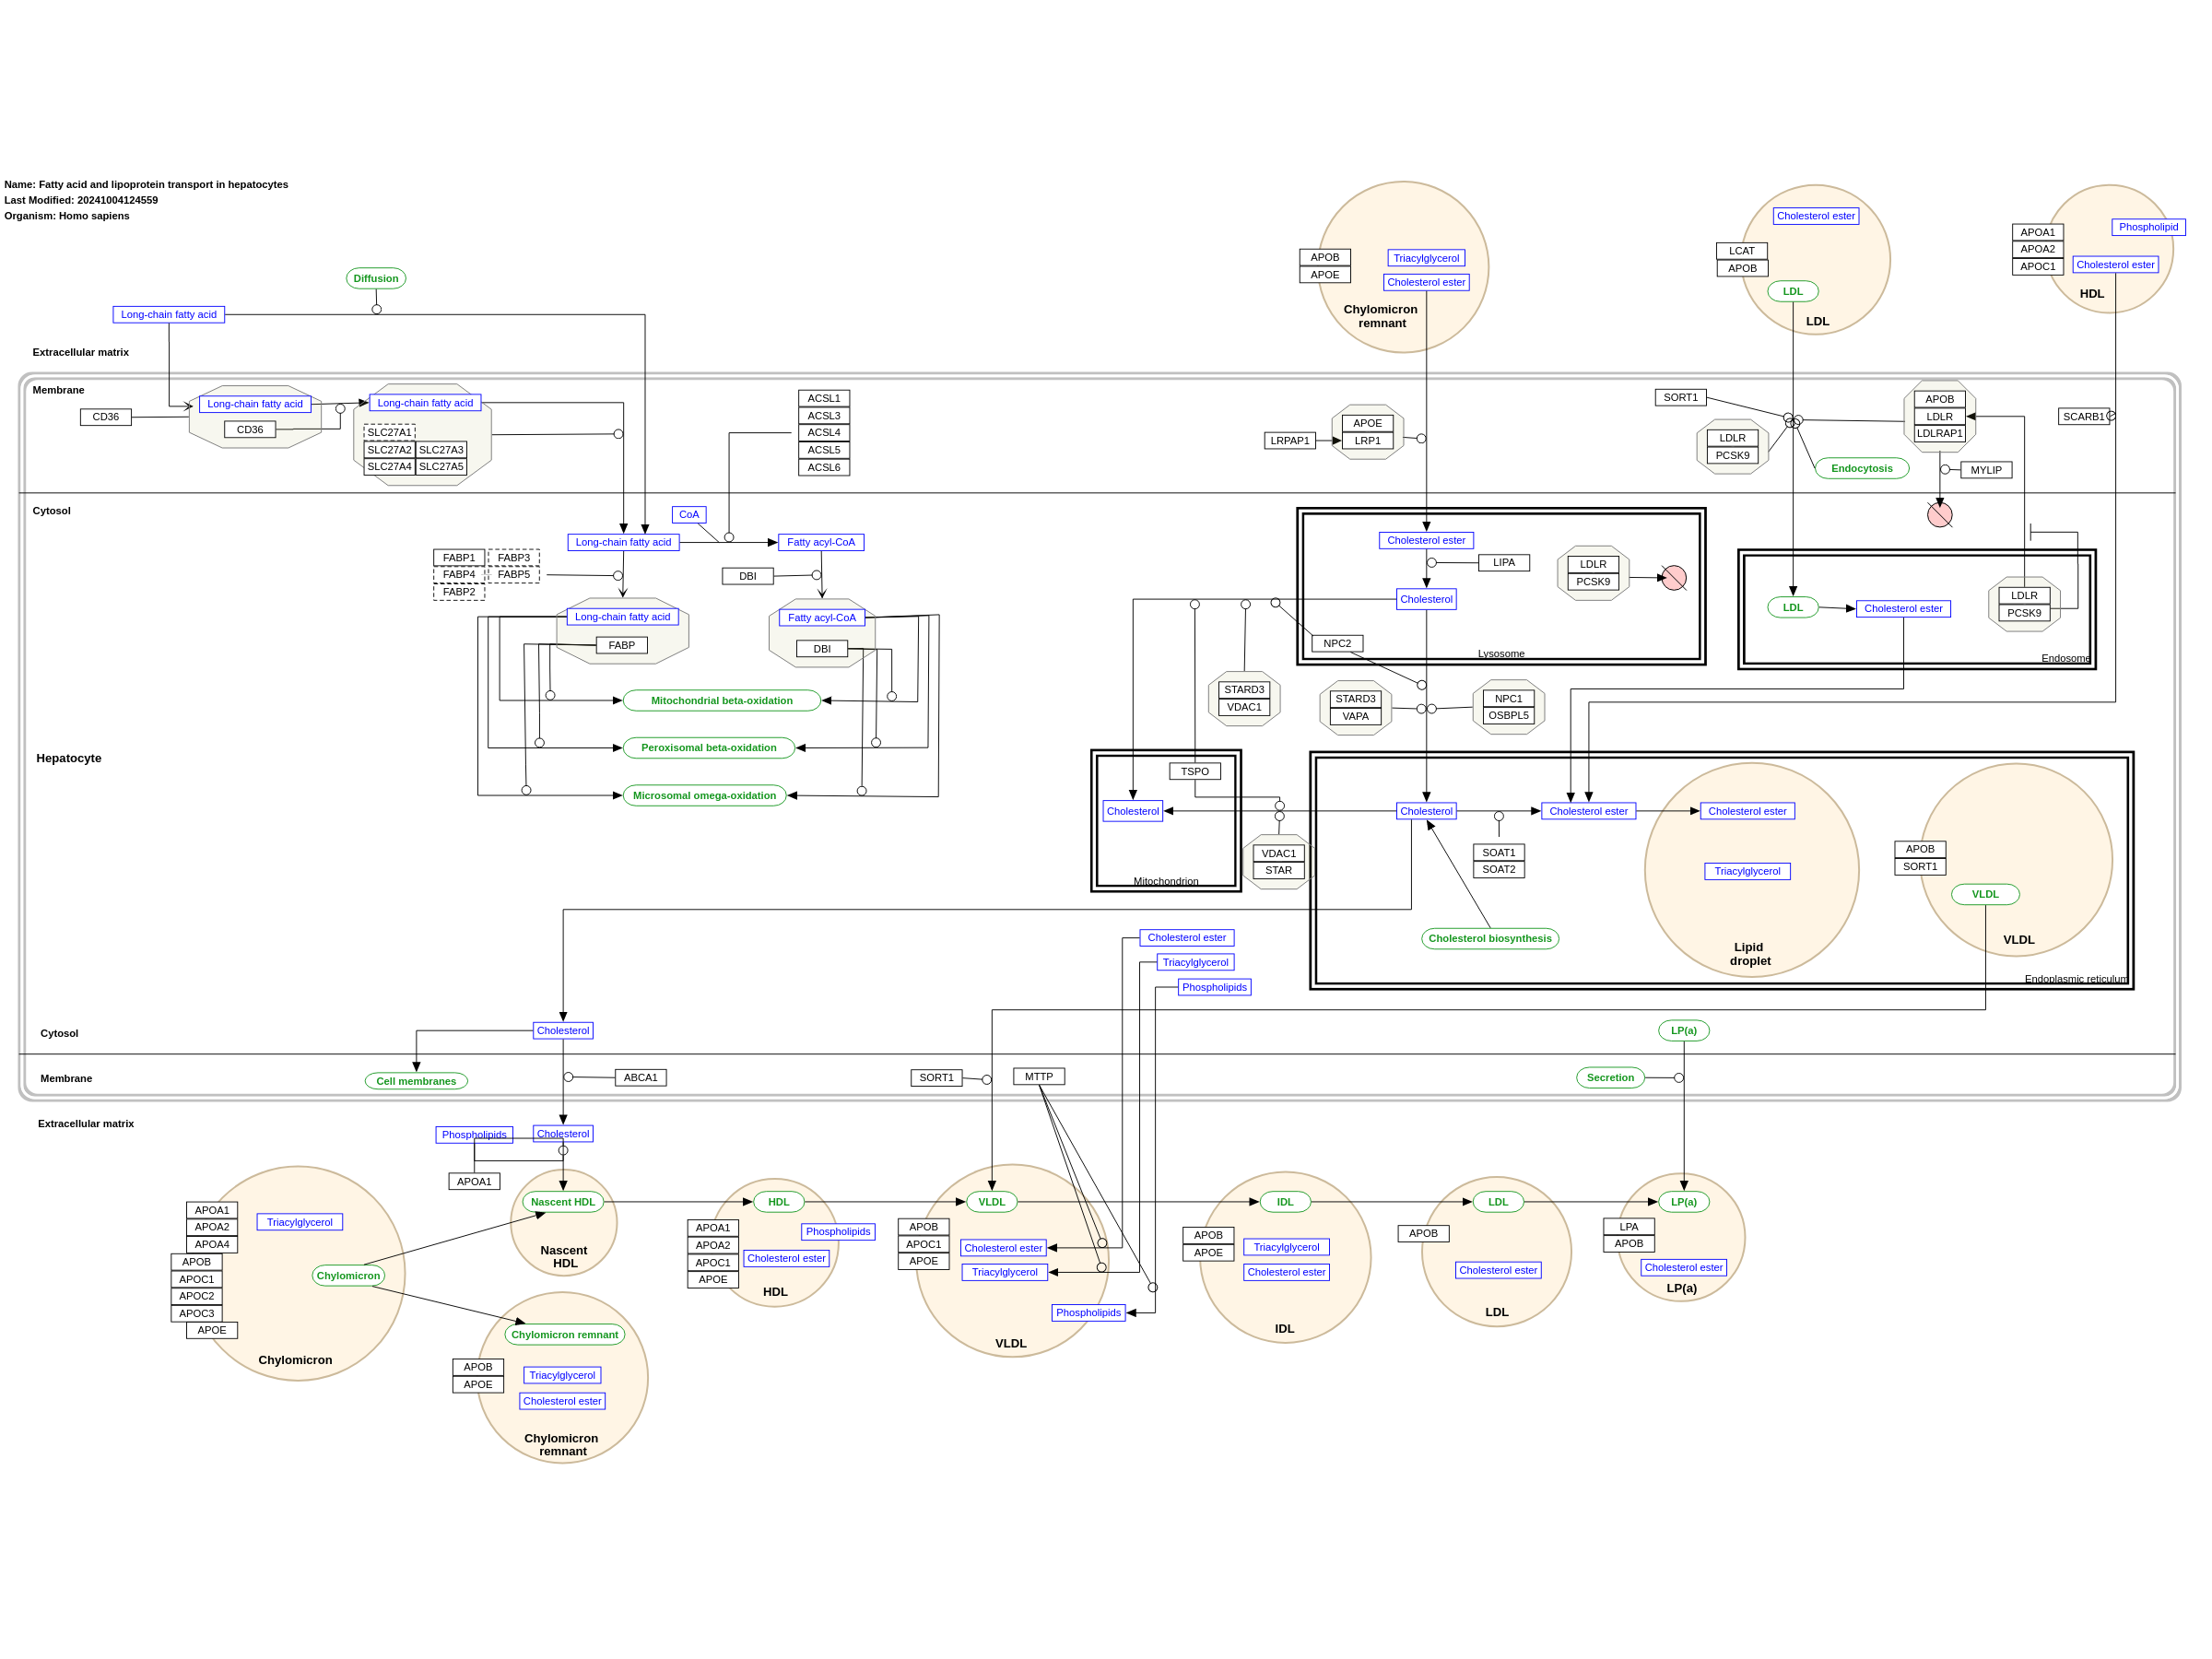 Name: Fatty acid and lipoprotein transport in hepatocytes
Last Modified: 20241004124559
Organism: Homo sapiens
Diffusion
Long-chain fatty acid
Extracellular matrix
APOB
APOE
Triacylglycerol
Cholesterol ester
Chylomicron
remnant
Cholesterol ester
LCAT
APOB
LDL
LDL
APOA1
APOA2
APOC1
Phospholipid
Cholesterol ester
HDL
Membrane
CD36
Long-chain fatty acid
CD36
Long-chain fatty acid
SLC27A1
SLC27A2
SLC27A3
SLC27A4
SLC27A5
ACSL1
ACSL3
ACSL4
ACSL5
ACSL6
LRPAP1
APOE
LRP1
SORT1
LDLR
PCSK9
Endocytosis
APOB
LDLR
LDLRAP1
MYLIP
SCARB1
Cytosol
CoA
Long-chain fatty acid
Fatty acyl-CoA
FABP1
FABP3
FABP4
FABP5
FABP2
DBI
Long-chain fatty acid
FABP
Fatty acyl-CoA
DBI
Mitochondrial beta-oxidation
Peroxisomal beta-oxidation
Microsomal omega-oxidation
Cholesterol ester
LIPA
Cholesterol
LDLR
PCSK9
NPC2
Lysosome
LDL
Cholesterol ester
LDLR
PCSK9
Endosome
STARD3
VDAC1
STARD3
VAPA
NPC1
OSBPL5
Hepatocyte
TSPO
Cholesterol
Mitochondrion
VDAC1
STAR
Cholesterol
Cholesterol ester
SOAT1
SOAT2
Cholesterol biosynthesis
Cholesterol ester
Triacylglycerol
Lipid
droplet
APOB
SORT1
VLDL
VLDL
Endoplasmic reticulum
Cholesterol ester
Triacylglycerol
Phospholipids
Cytosol
Cholesterol
LP(a)
Membrane
Cell membranes
ABCA1
SORT1
MTTP
Secretion
Extracellular matrix
Phospholipids
Cholesterol
APOA1
APOA1
APOA2
APOA4
APOB
APOC1
APOC2
APOC3
APOE
Triacylglycerol
Chylomicron
Chylomicron
Nascent HDL
Nascent
HDL
Chylomicron remnant
APOB
APOE
Triacylglycerol
Cholesterol ester
Chylomicron
remnant
HDL
APOA1
APOA2
APOC1
APOE
Phospholipids
Cholesterol ester
HDL
VLDL
APOB
APOC1
APOE
Cholesterol ester
Triacylglycerol
Phospholipids
VLDL
IDL
APOB
APOE
Triacylglycerol
Cholesterol ester
IDL
LDL
APOB
Cholesterol ester
LDL
LP(a)
LPA
APOB
Cholesterol ester
LP(a)